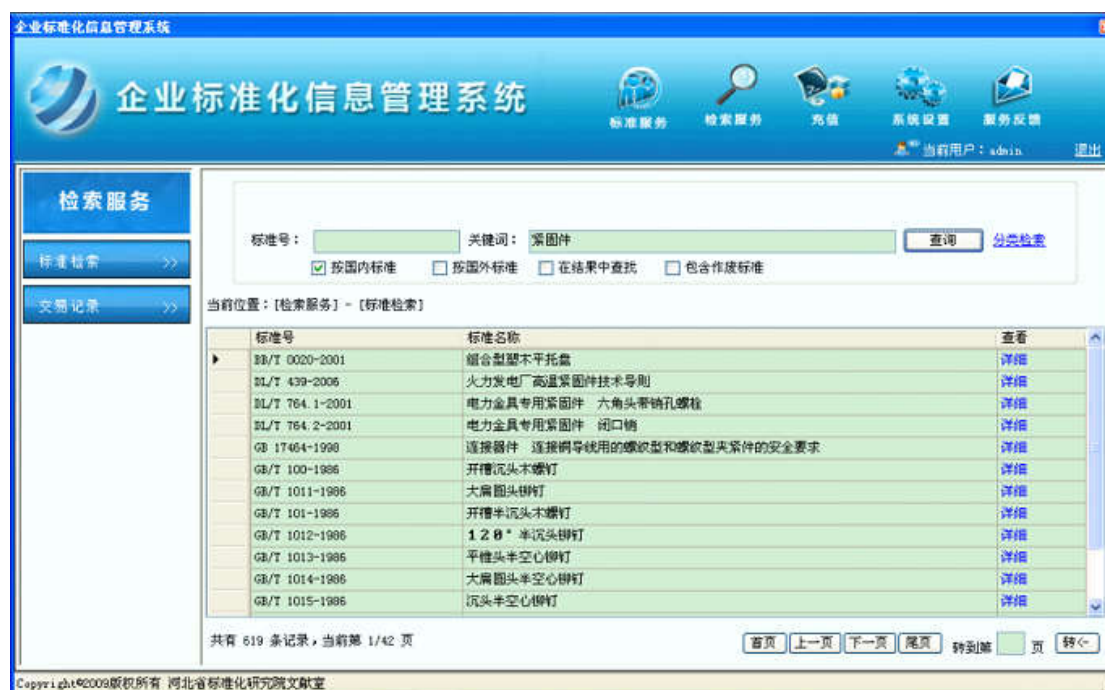 企业标准化信息管理系统
企业标准化信息管理系统
标准服务 检索服务 充值 系统设置 服务反馈
当前用户：admin 退出
检索服务
标准检索 >>
交易记录 >>
标准号： 关键词： 紧固件 查询 分类检索
按国内标准 按国外标准 在结果中查找 包含作废标准
当前位置：[检索服务] - [标准检索]
标准号 标准名称 查看
BB/T 0020-2001 组合型塑木平托盘 详细
DL/T 439-2006 火力发电厂高温紧固件技术导则 详细
DL/T 764.1-2001 电力金具专用紧固件 六角头带销孔螺栓 详细
DL/T 764.2-2001 电力金具专用紧固件 闭口销 详细
GB 17464-1998 连接器件 连接铜导线用的螺纹型和螺纹型夹紧件的安全要求 详细
GB/T 100-1986 开槽沉头木螺钉 详细
GB/T 1011-1986 大扁圆头铆钉 详细
GB/T 101-1986 开槽半沉头木螺钉 详细
GB/T 1012-1986 120°半沉头铆钉 详细
GB/T 1013-1986 平锥头半空心铆钉 详细
GB/T 1014-1986 大扁圆头半空心铆钉 详细
GB/T 1015-1986 沉头半空心铆钉 详细
共有 619 条记录，当前第 1/42 页 首页 上一页 下一页 尾页 转到第 页 转<-
Copyright©2009版权所有 河北省标准化研究院文献室